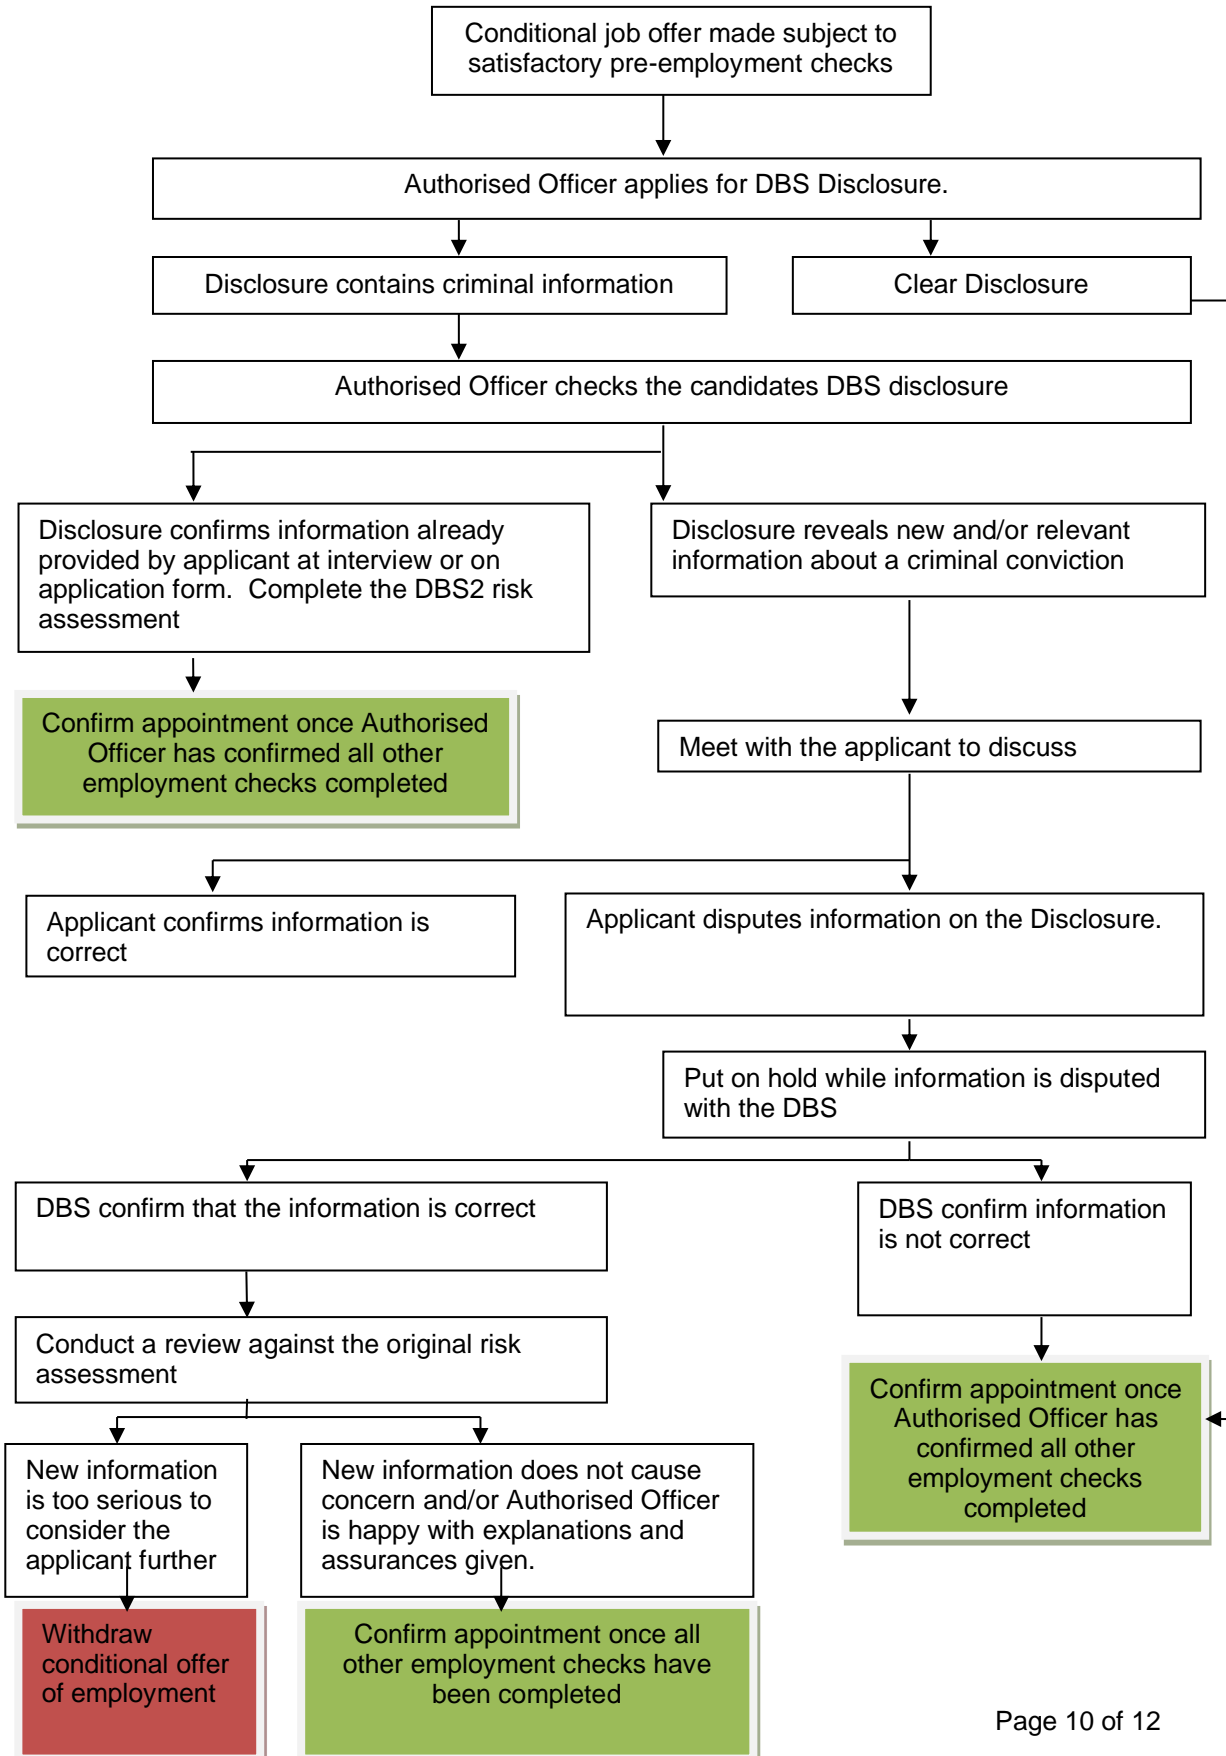 Conditional job offer made subject to
satisfactory pre-employment checks
Authorised Officer applies for DBS Disclosure.
Disclosure contains criminal information
Clear Disclosure
Authorised Officer checks the candidates DBS disclosure
Disclosure confirms information already
provided by applicant at interview or on
application form.  Complete the DBS2 risk
assessment
Disclosure reveals new and/or relevant
information about a criminal conviction
Confirm appointment once Authorised
Officer has confirmed all other
employment checks completed
Meet with the applicant to discuss
Applicant confirms information is
correct
Applicant disputes information on the Disclosure.
Put on hold while information is disputed
with the DBS
DBS confirm that the information is correct
DBS confirm information
is not correct
Conduct a review against the original risk
assessment
Confirm appointment once
Authorised Officer has
confirmed all other
employment checks
completed
New information
is too serious to
consider the
applicant further
New information does not cause
concern and/or Authorised Officer
is happy with explanations and
assurances given.
Withdraw
conditional offer
of employment
Confirm appointment once all
other employment checks have
been completed
Page 10 of 12